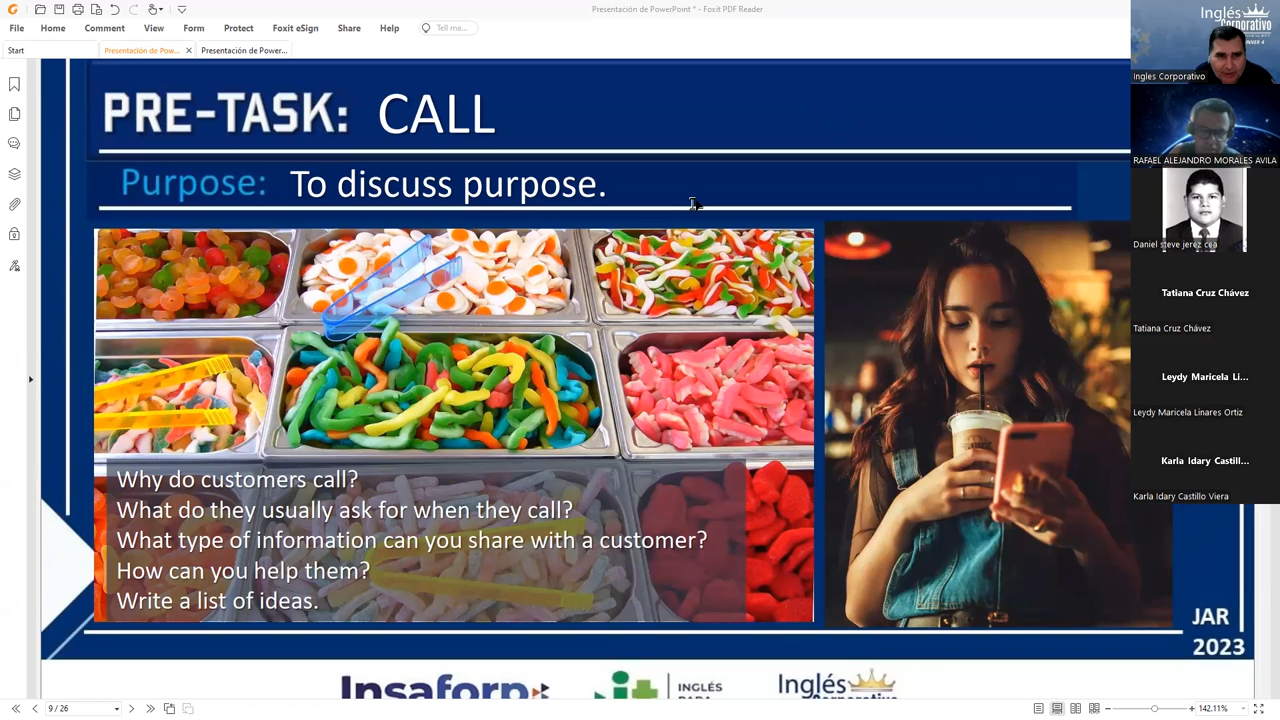 Presentación de PowerPoint * - Foxit PDF Reader
File Home Comment View Form Protect Foxit eSign Share Help Tell me...
Start Presentación de Pow... Presentación de Power...
PRE-TASK: CALL
Purpose: To discuss purpose.
Why do customers call?
What do they usually ask for when they call?
What type of information can you share with a customer?
How can you help them?
Write a list of ideas.
JAR
2023
Insaforp
INGLÉS
Inglés
Corporativo
Inglés
Corporativo
Ingles Corporativo
RAFAEL ALEJANDRO MORALES AVILA
Daniel steve jerez cea
Tatiana Cruz Chávez
Tatiana Cruz Chávez
Leydy Maricela Li...
Leydy Maricela Linares Ortiz
Karla Idary Castill...
Karla Idary Castillo Viera
9 / 26
142.11%